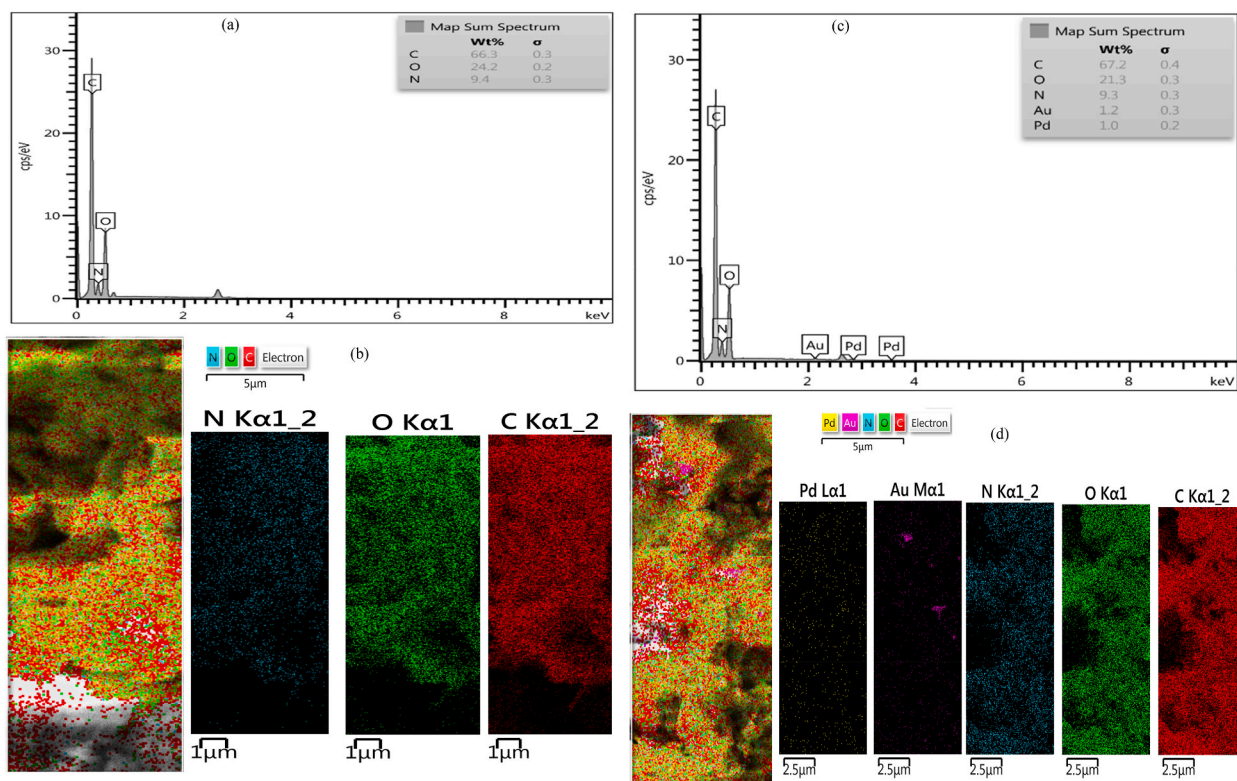 (a)
Map Sum Spectrum
Wt% σ
C 66.3 0.3
O 24.2 0.2
N 9.4 0.3
30
20
10
0
cps/eV
C
O
N
0 2 4 6 8 keV
(c)
Map Sum Spectrum
Wt% σ
C 67.2 0.4
O 21.3 0.3
N 9.3 0.3
Au 1.2 0.3
Pd 1.0 0.2
30
20
10
0
cps/eV
C
O
N
Au Pd Pd
0 2 4 6 8 keV
(b)
N O C Electron
5µm
N Kα1_2 O Kα1 C Kα1_2
1µm 1µm 1µm
(d)
Pd Au N O C Electron
5µm
Pd Lα1 Au Mα1 N Kα1_2 O Kα1 C Kα1_2
2.5µm 2.5µm 2.5µm 2.5µm 2.5µm